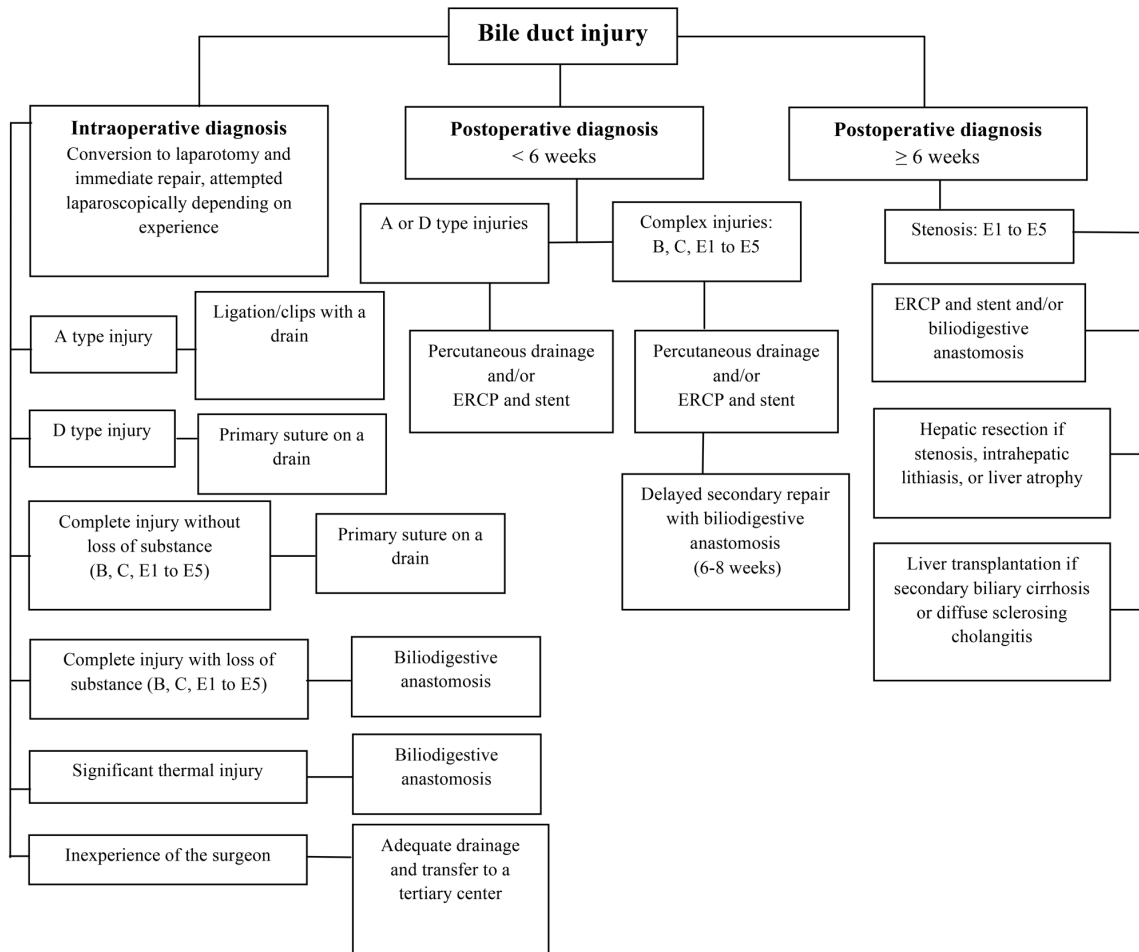 Bile duct injury
Intraoperative diagnosis
Conversion to laparotomy and
immediate repair, attempted
laparoscopically depending on
experience
A type injury
Ligation/clips with a
drain
D type injury
Primary suture on a
drain
Complete injury without
loss of substance
(B, C, E1 to E5)
Primary suture on a
drain
Complete injury with loss of
substance (B, C, E1 to E5)
Biliodigestive
anastomosis
Significant thermal injury
Biliodigestive
anastomosis
Inexperience of the surgeon
Adequate drainage
and transfer to a
tertiary center
Postoperative diagnosis
< 6 weeks
A or D type injuries
Percutaneous drainage
and/or
ERCP and stent
Complex injuries:
B, C, E1 to E5
Percutaneous drainage
and/or
ERCP and stent
Delayed secondary repair
with biliodigestive
anastomosis
(6-8 weeks)
Postoperative diagnosis
≥ 6 weeks
Stenosis: E1 to E5
ERCP and stent and/or
biliodigestive
anastomosis
Hepatic resection if
stenosis, intrahepatic
lithiasis, or liver atrophy
Liver transplantation if
secondary biliary cirrhosis
or diffuse sclerosing
cholangitis